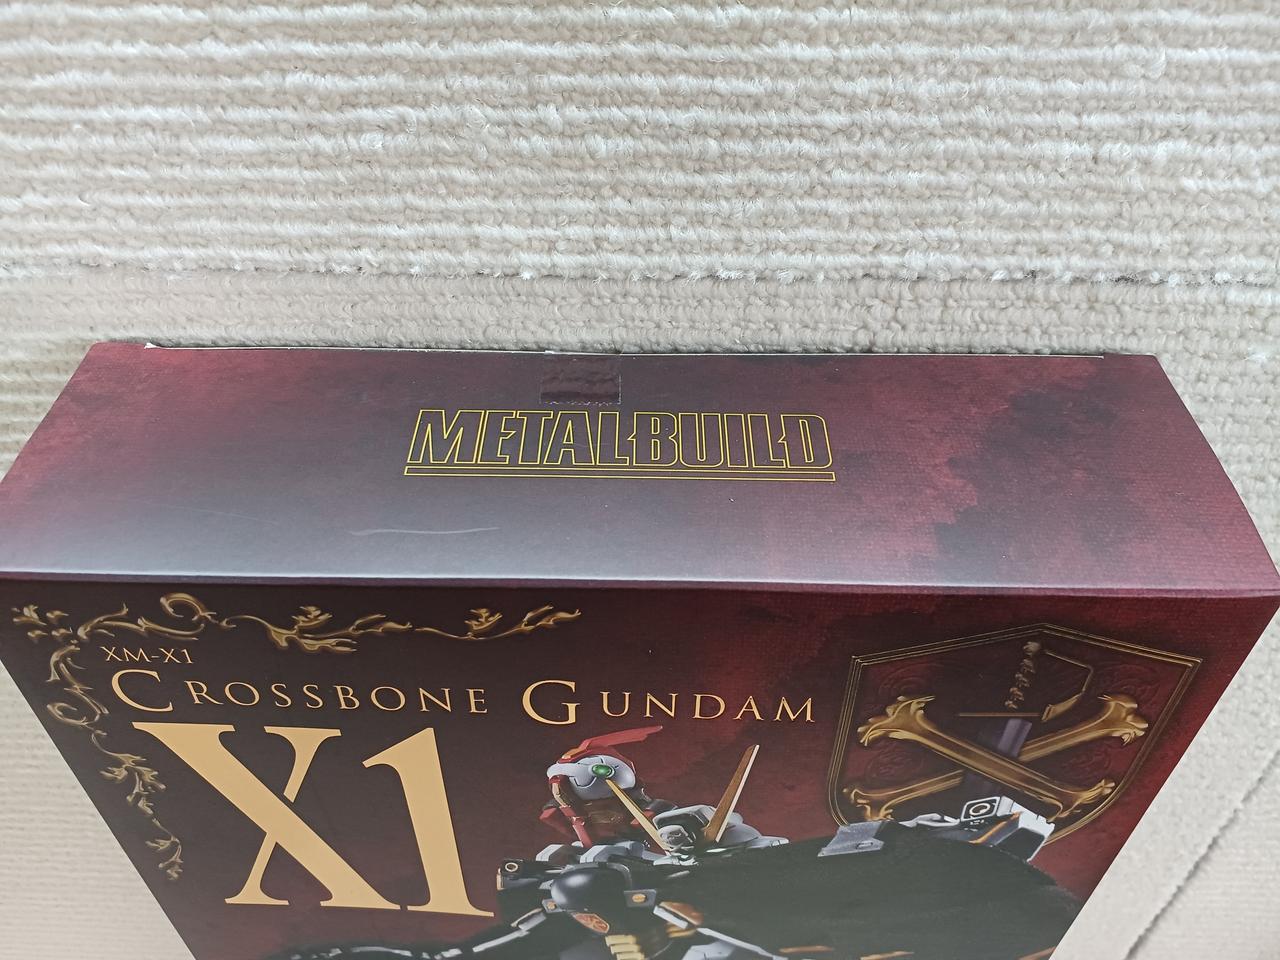 METALBUILD
XM-X1
CROSSBONE GUNDAM
X1